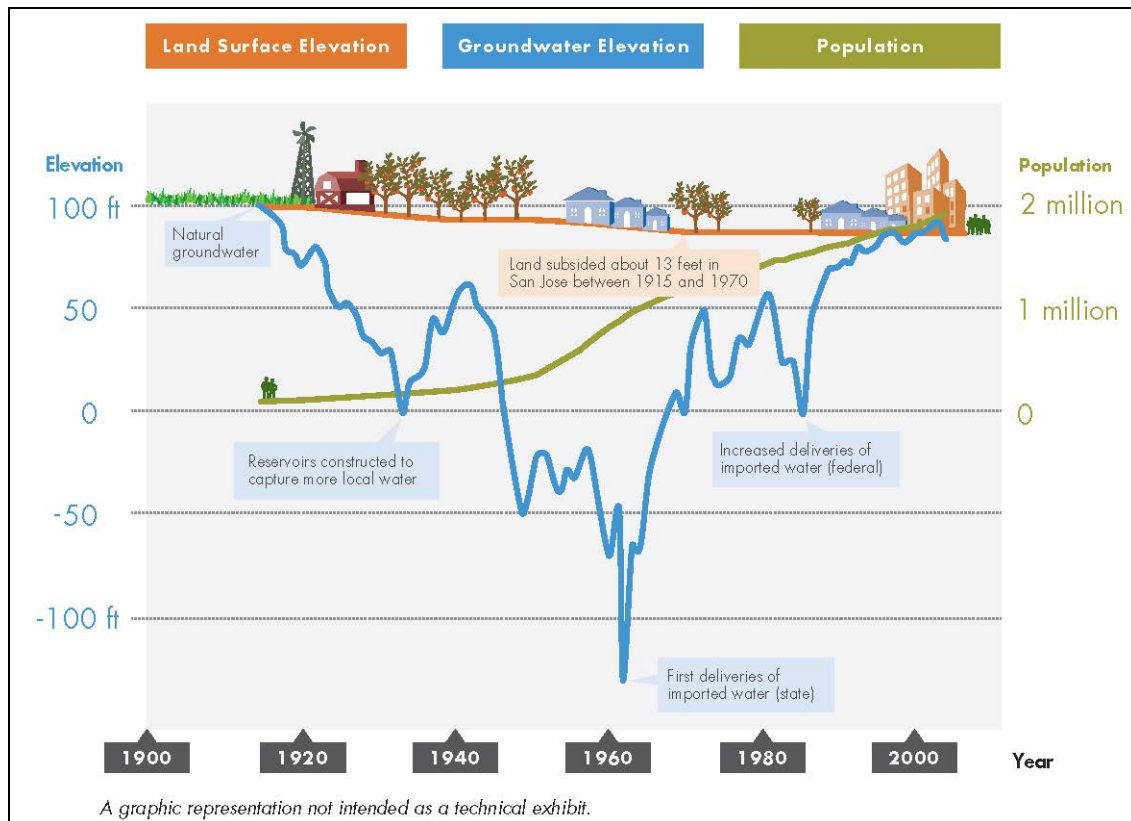 Land Surface Elevation
Groundwater Elevation
Population
Elevation
Population
100 ft
2 million
Natural
groundwater
Land subsided about 13 feet in
San Jose between 1915 and 1970
50
1 million
0
0
Reservoirs constructed to
capture more local water
Increased deliveries of
imported water (federal)
-50
-100 ft
First deliveries of
imported water (state)
1900
1920
1940
1960
1980
2000
Year
A graphic representation not intended as a technical exhibit.